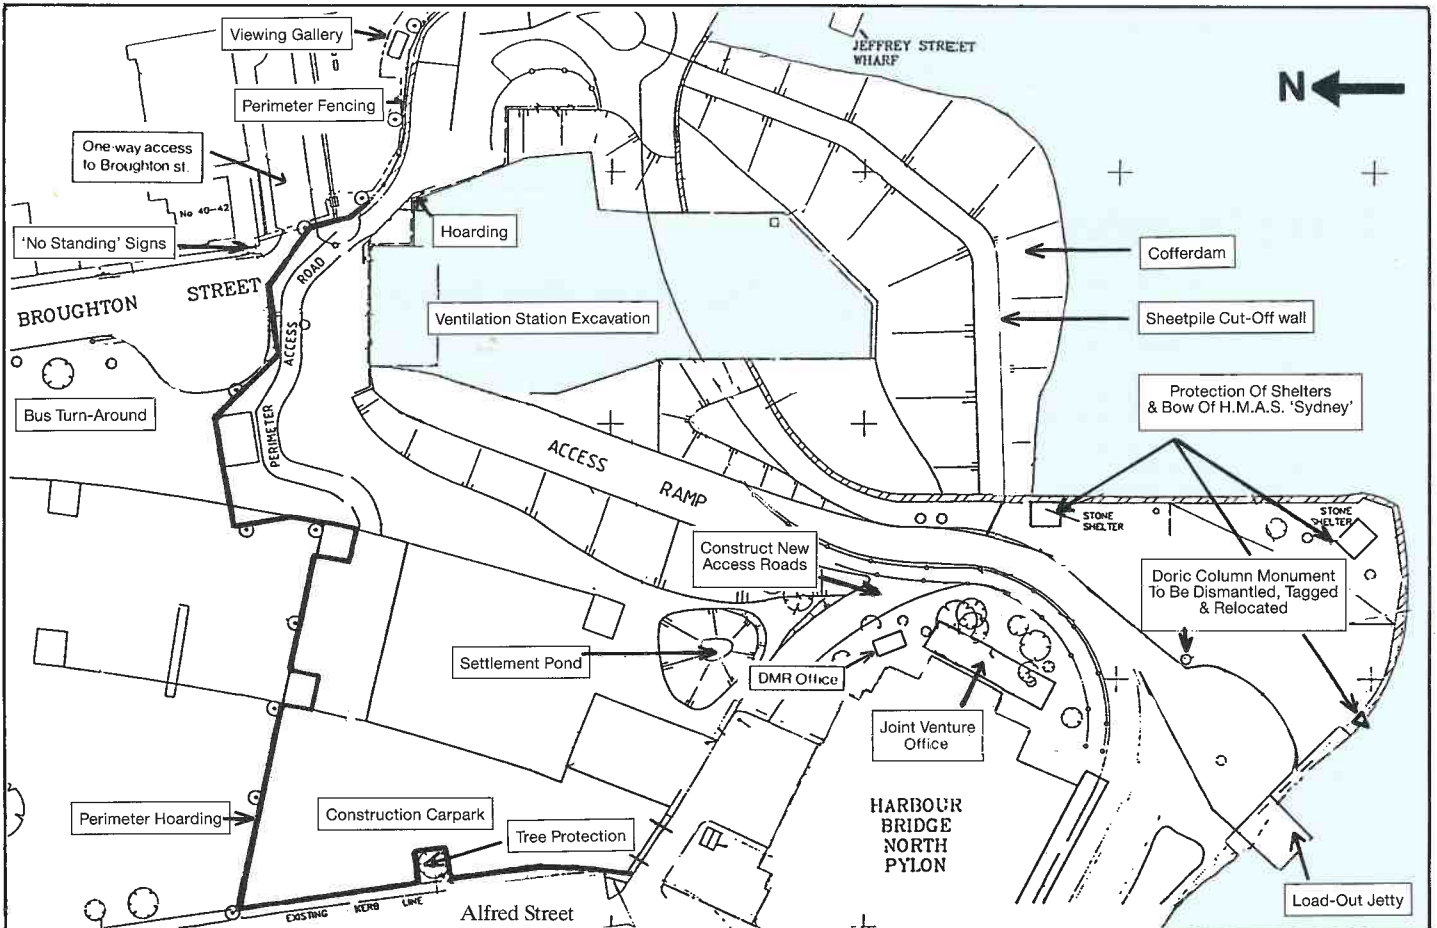 Viewing Gallery
JEFFREY STREET
WHARF
N
Perimeter Fencing
One-way access
to Broughton st.
No 40-42
'No Standing' Signs
Hoarding
Cofferdam
ROAD
BROUGHTON STREET
Ventilation Station Excavation
Sheetpile Cut-Off wall
ACCESS
Protection Of Shelters
& Bow Of H.M.A.S. 'Sydney'
Bus Turn-Around
PERIMETER
ACCESS
RAMP
STONE
SHELTER
STONE
SHELTER
Construct New
Access Roads
Doric Column Monument
To Be Dismantled, Tagged
& Relocated
Settlement Pond
DMR Office
Joint Venture
Office
Perimeter Hoarding
Construction Carpark
Tree Protection
HARBOUR
BRIDGE
NORTH
PYLON
Load-Out Jetty
EXISTING KERB LINE
Alfred Street